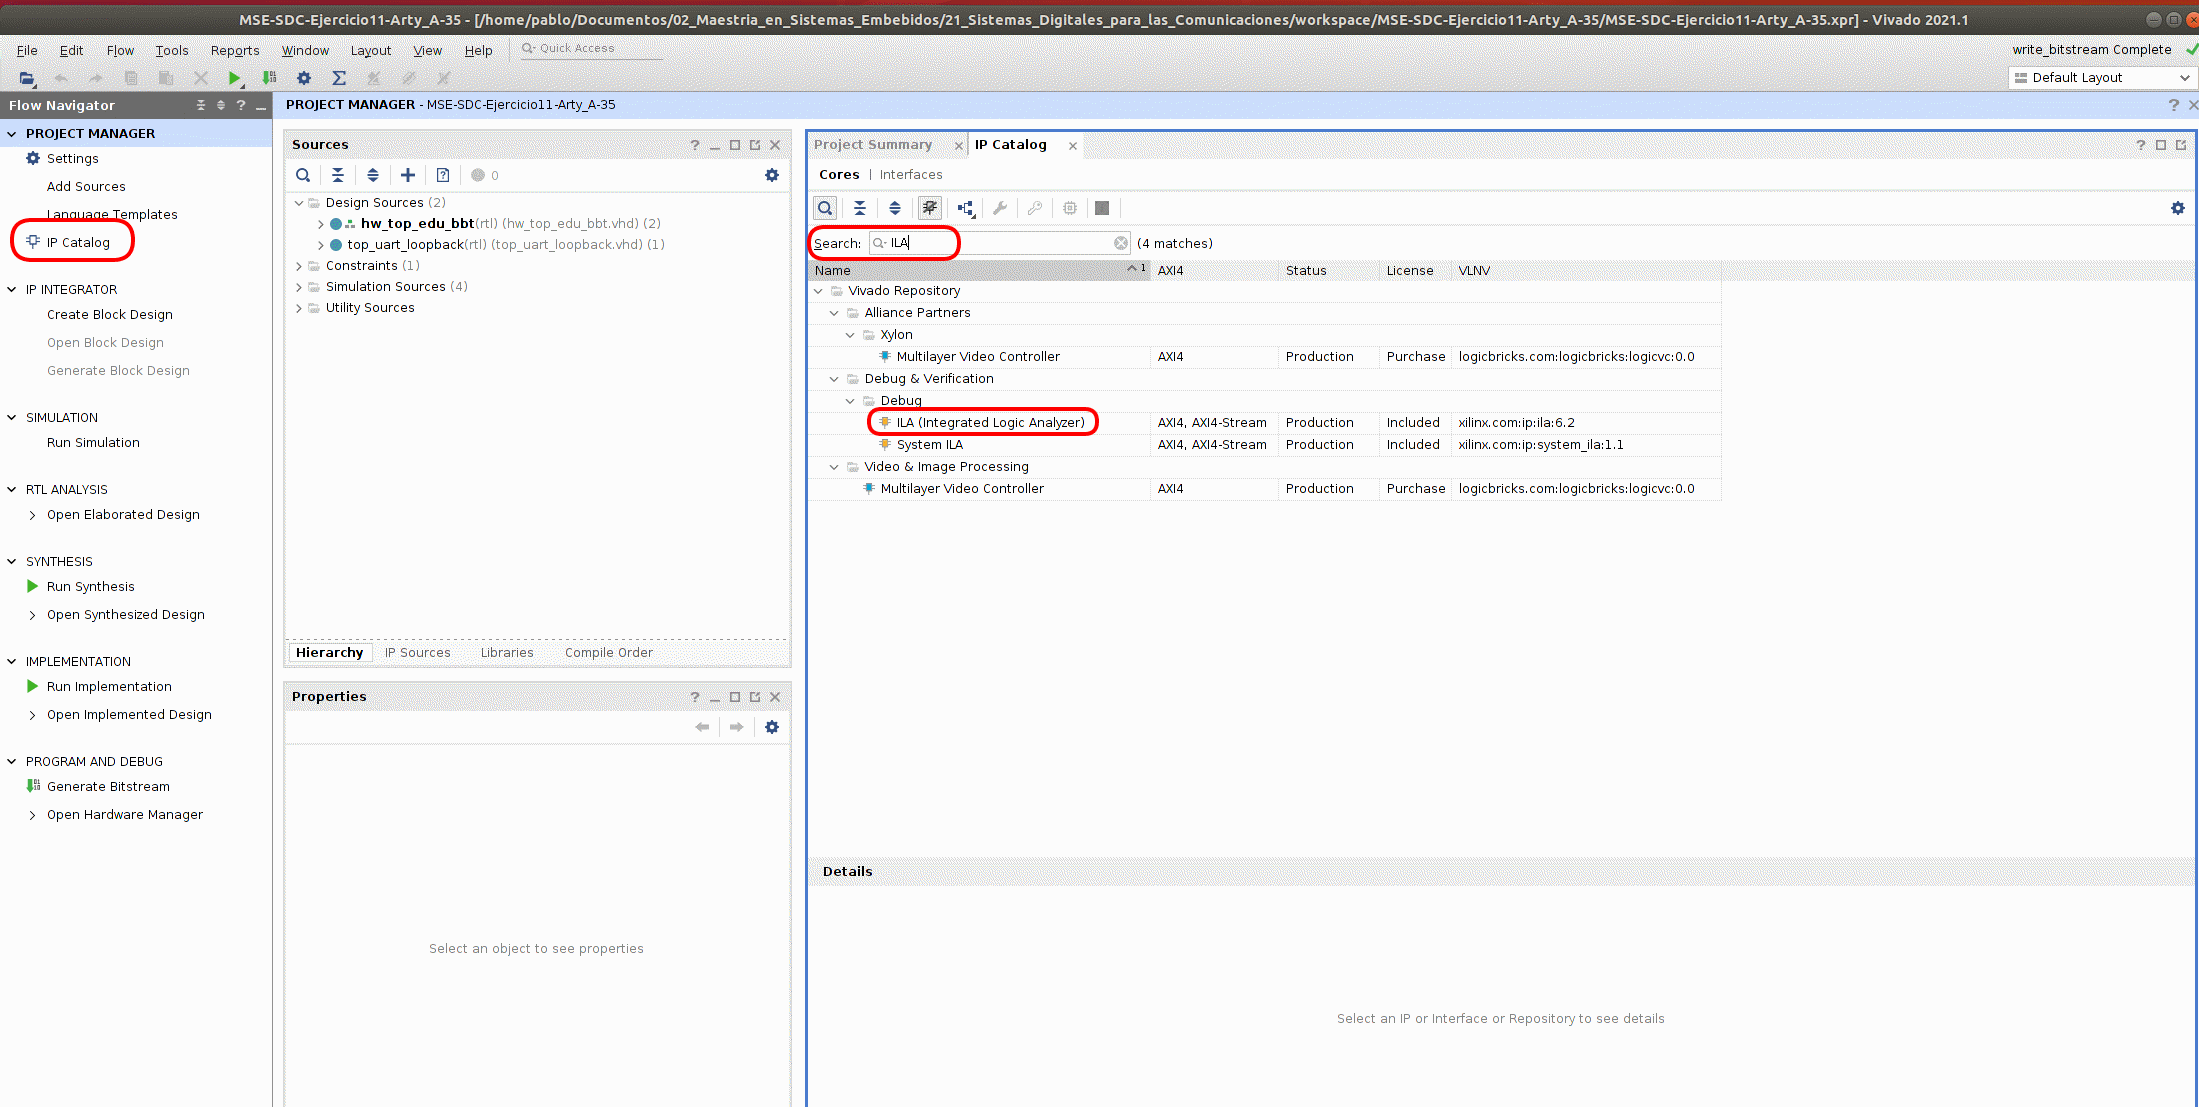 MSE-SDC-Ejercicio11-Arty_A-35 - [/home/pablo/Documentos/02_Maestria_en_Sistemas_Embebidos/21_Sistemas_Digitales_para_las_Comunicaciones/workspace/MSE-SDC-Ejercicio11-Arty_A-35/MSE-SDC-Ejercicio11-Arty_A-35.xpr] - Vivado 2021.1
File Edit Flow Tools Reports Window Layout View Help Quick Access write_bitstream Complete
Default Layout
Flow Navigator
PROJECT MANAGER - MSE-SDC-Ejercicio11-Arty_A-35
PROJECT MANAGER
Settings
Add Sources
Language Templates
IP Catalog
IP INTEGRATOR
Create Block Design
Open Block Design
Generate Block Design
SIMULATION
Run Simulation
RTL ANALYSIS
Open Elaborated Design
SYNTHESIS
Run Synthesis
Open Synthesized Design
IMPLEMENTATION
Run Implementation
Open Implemented Design
PROGRAM AND DEBUG
Generate Bitstream
Open Hardware Manager
Sources
0
Design Sources (2)
hw_top_edu_bbt(rtl) (hw_top_edu_bbt.vhd) (2)
top_uart_loopback(rtl) (top_uart_loopback.vhd) (1)
Constraints (1)
Simulation Sources (4)
Utility Sources
Hierarchy IP Sources Libraries Compile Order
Properties
Select an object to see properties
Project Summary IP Catalog
Cores | Interfaces
Search: ILA (4 matches)
Name 1 AXI4 Status License VLNV
Vivado Repository
Alliance Partners
Xylon
Multilayer Video Controller AXI4 Production Purchase logicbricks.com:logicbricks:logicvc:0.0
Debug & Verification
Debug
ILA (Integrated Logic Analyzer) AXI4, AXI4-Stream Production Included xilinx.com:ip:ila:6.2
System ILA AXI4, AXI4-Stream Production Included xilinx.com:ip:system_ila:1.1
Video & Image Processing
Multilayer Video Controller AXI4 Production Purchase logicbricks.com:logicbricks:logicvc:0.0
Details
Select an IP or Interface or Repository to see details